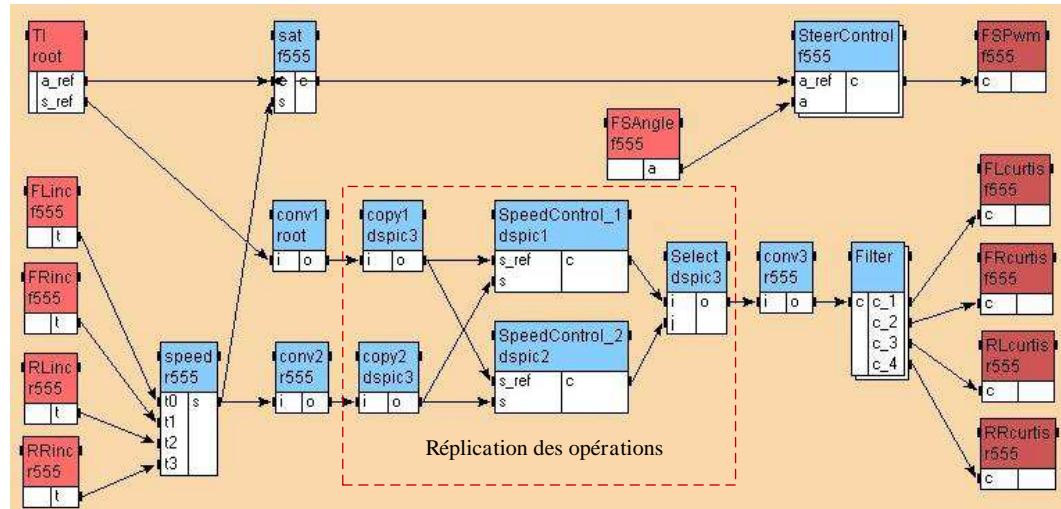 TI
root
a_ref
s_ref
sat
f555
e e
s
SteerControl
f555
a_ref c
a
FSPwm
f555
c
FSAngle
f555
a
FLinc
f555
t
FRinc
f555
t
RLinc
r555
t
RRinc
r555
t
speed
r555
t0 s
t1
t2
t3
conv1
root
i o
conv2
r555
i o
copy1
dspic3
i o
copy2
dspic3
i o
SpeedControl_1
dspic1
s_ref c
s
SpeedControl_2
dspic2
s_ref c
s
Select
dspic3
i o
j
conv3
r555
i o
Filter
c c_1
c_2
c_3
c_4
FLcurtis
f555
c
FRcurtis
f555
c
RLcurtis
r555
c
RRcurtis
r555
c
Réplication des opérations